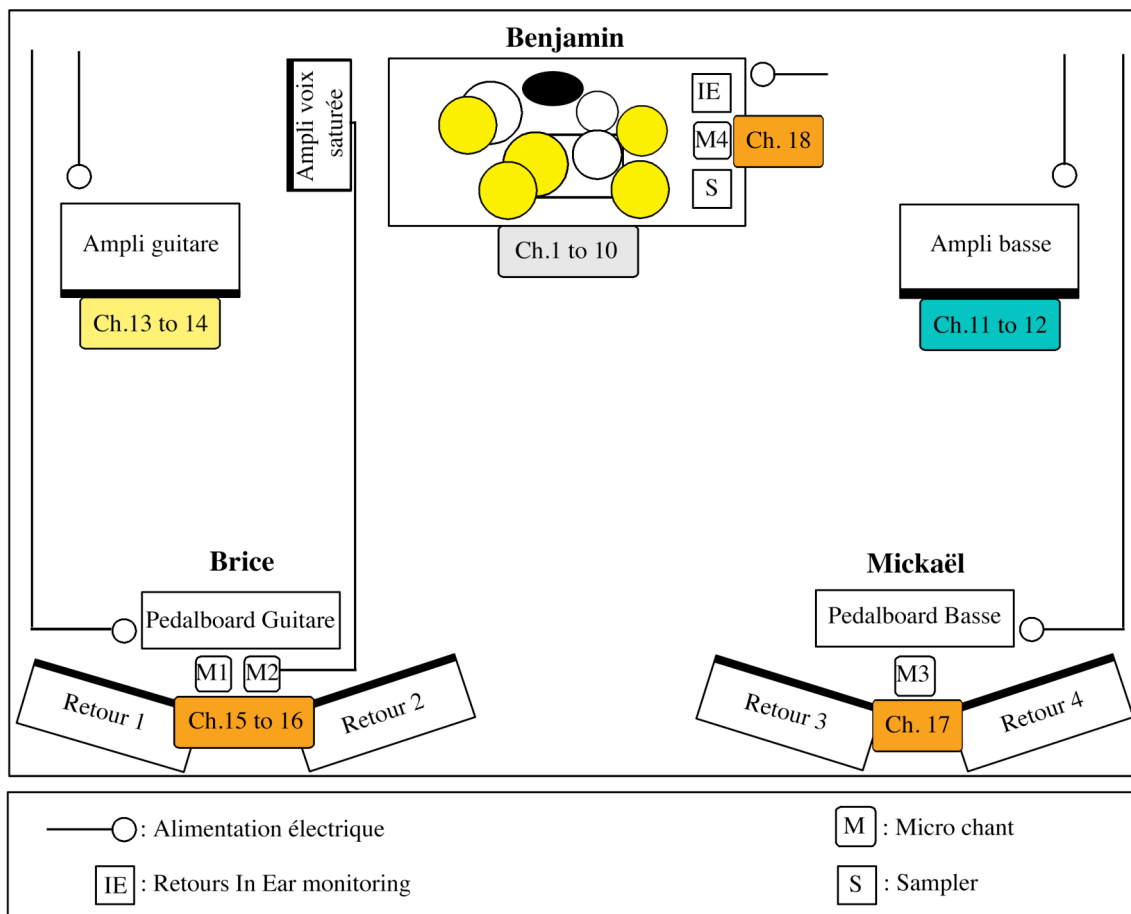 Benjamin
Ampli voix
saturée
IE
M4
Ch. 18
S
Ampli guitare
Ampli basse
Ch.1 to 10
Ch.13 to 14
Ch.11 to 12
Brice
Mickaël
Pedalboard Guitare
Pedalboard Basse
M1
M2
M3
Retour 1
Ch.15 to 16
Retour 2
Retour 3
Ch. 17
Retour 4
: Alimentation électrique
M : Micro chant
IE : Retours In Ear monitoring
S : Sampler